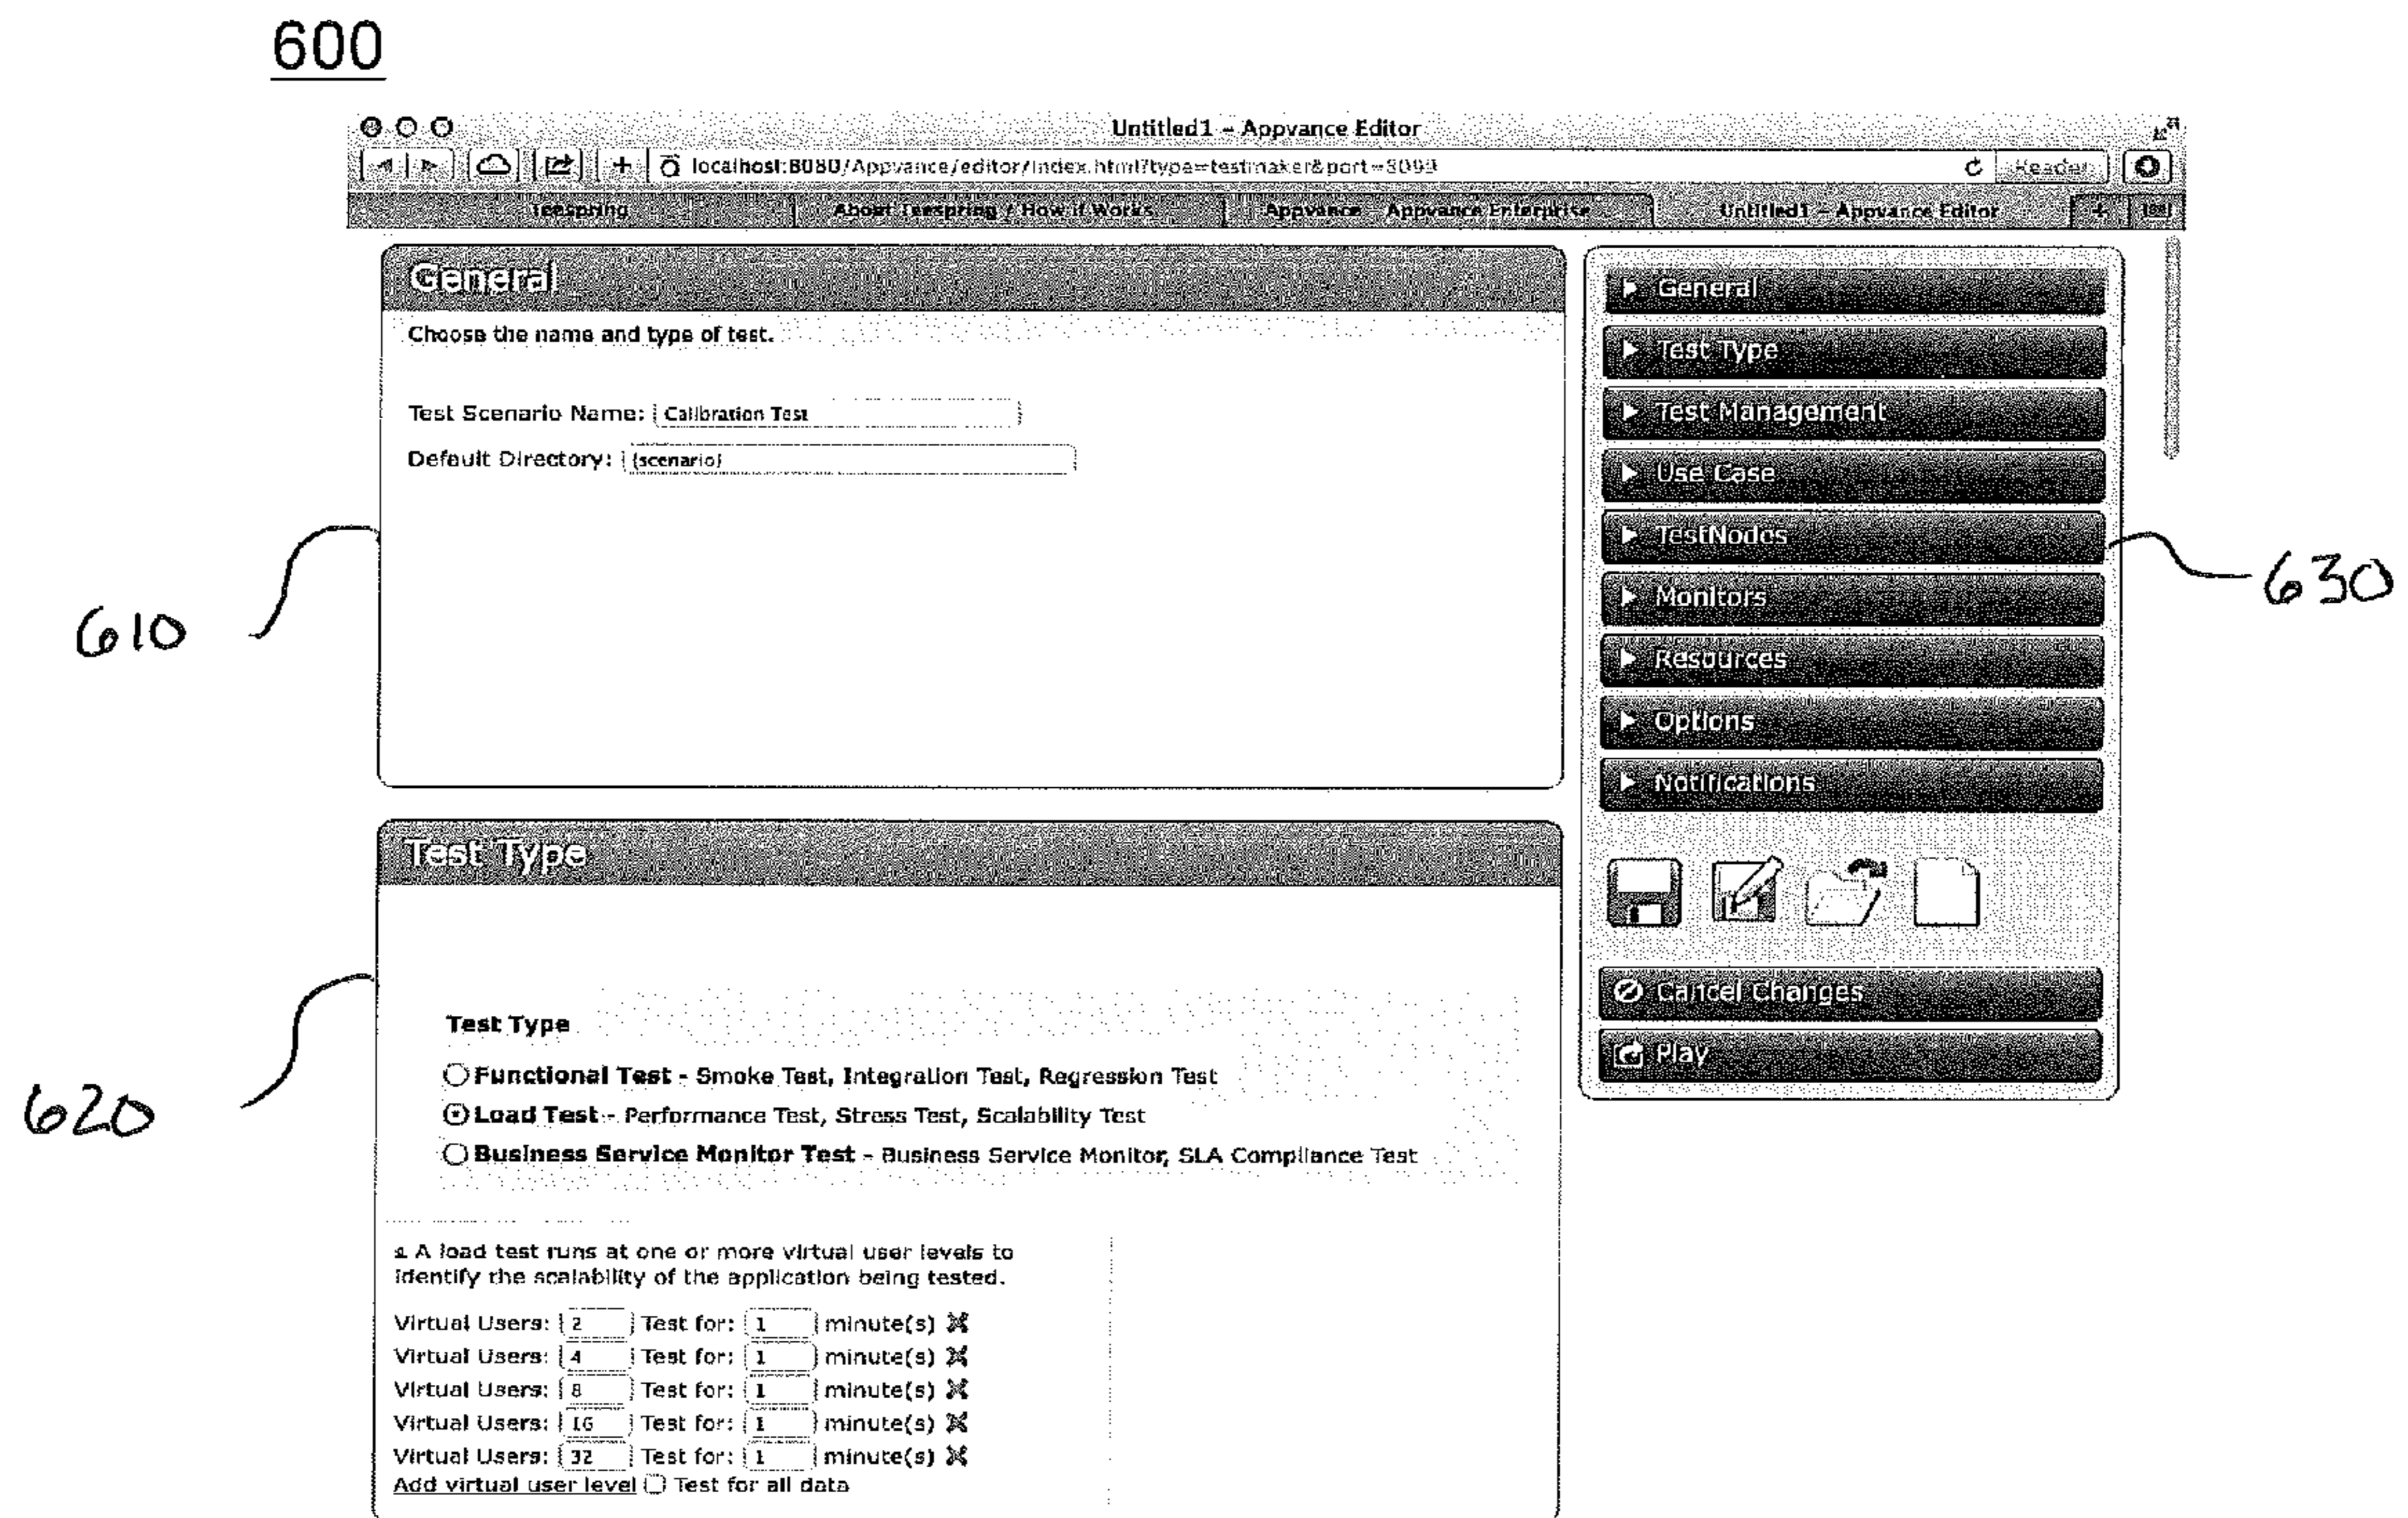 600
Untitled1 – Appvance Editor
localhost:8080/Appvance/editor/index.html?type=testmaker&port=8099
Reader
Teespring
About Teespring / How it Works
Appvance Appvance Enterprise
Untitled1 – Appvance Editor
General
Choose the name and type of test.
Test Scenario Name: Calibration Test
Default Directory: {scenario}
610
Test Type
Test Type
Functional Test - Smoke Test, Integration Test, Regression Test
Load Test - Performance Test, Stress Test, Scalability Test
Business Service Monitor Test - Business Service Monitor, SLA Compliance Test
620
A load test runs at one or more virtual user levels to
identify the scalability of the application being tested.
Virtual Users: 2 Test for: 1 minute(s)
Virtual Users: 4 Test for: 1 minute(s)
Virtual Users: 8 Test for: 1 minute(s)
Virtual Users: 16 Test for: 1 minute(s)
Virtual Users: 32 Test for: 1 minute(s)
Add virtual user level Test for all data
General
Test Type
Test Management
Use Case
TestNodes
Monitors
Resources
Options
Notifications
630
Cancel Changes
Play